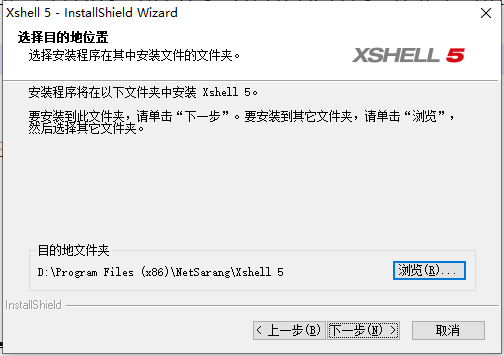 Xshell 5 - InstallShield Wizard
选择目的地位置
选择安装程序在其中安装文件的文件夹。
XSHELL 5
安装程序将在以下文件夹中安装 Xshell 5。
要安装到此文件夹，请单击“下一步”。要安装到其它文件夹，请单击“浏览”，
然后选择其它文件夹。
目的地文件夹
D:\Program Files (x86)\NetSarang\Xshell 5
浏览(R)...
InstallShield
< 上一步(B)
下一步(N) >
取消